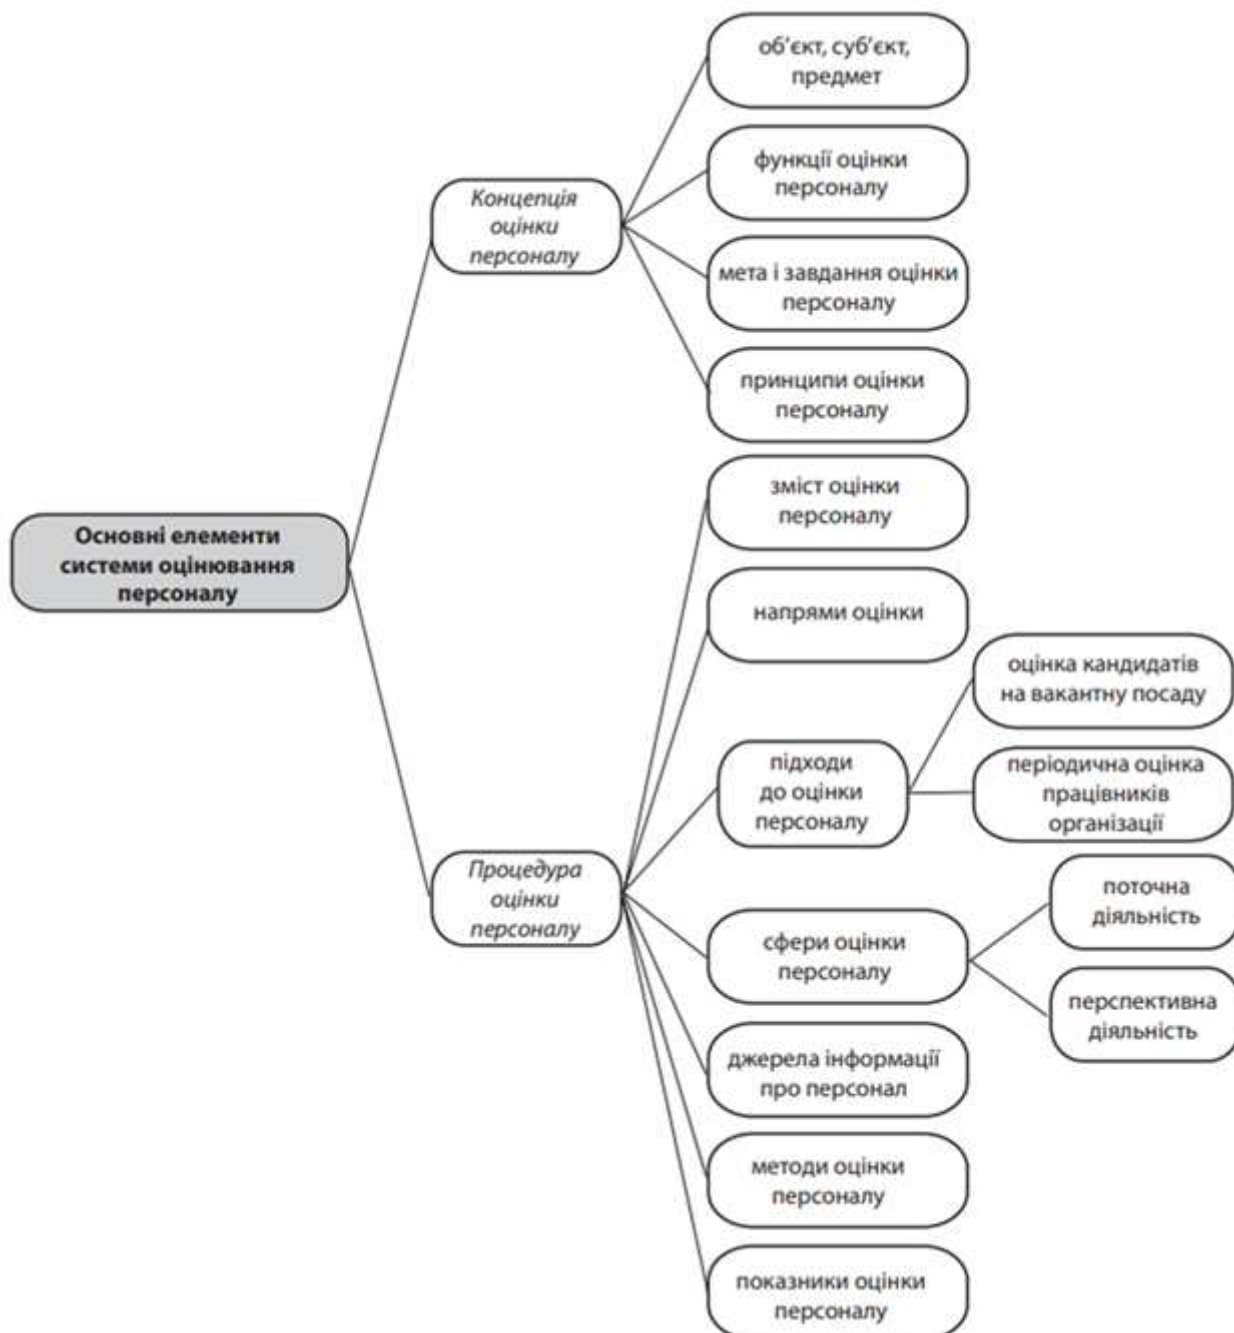 об’єкт, суб’єкт,
предмет
функції оцінки
персоналу
Концепція
оцінки
персоналу
мета і завдання оцінки
персоналу
принципи оцінки
персоналу
зміст оцінки
персоналу
Основні елементи
системи оцінювання
персоналу
напрями оцінки
оцінка кандидатів
на вакантну посаду
підходи
до оцінки
персоналу
періодична оцінка
працівників
організації
Процедура
оцінки
персоналу
поточна
діяльність
сфери оцінки
персоналу
перспективна
діяльність
джерела інформації
про персонал
методи оцінки
персоналу
показники оцінки
персоналу